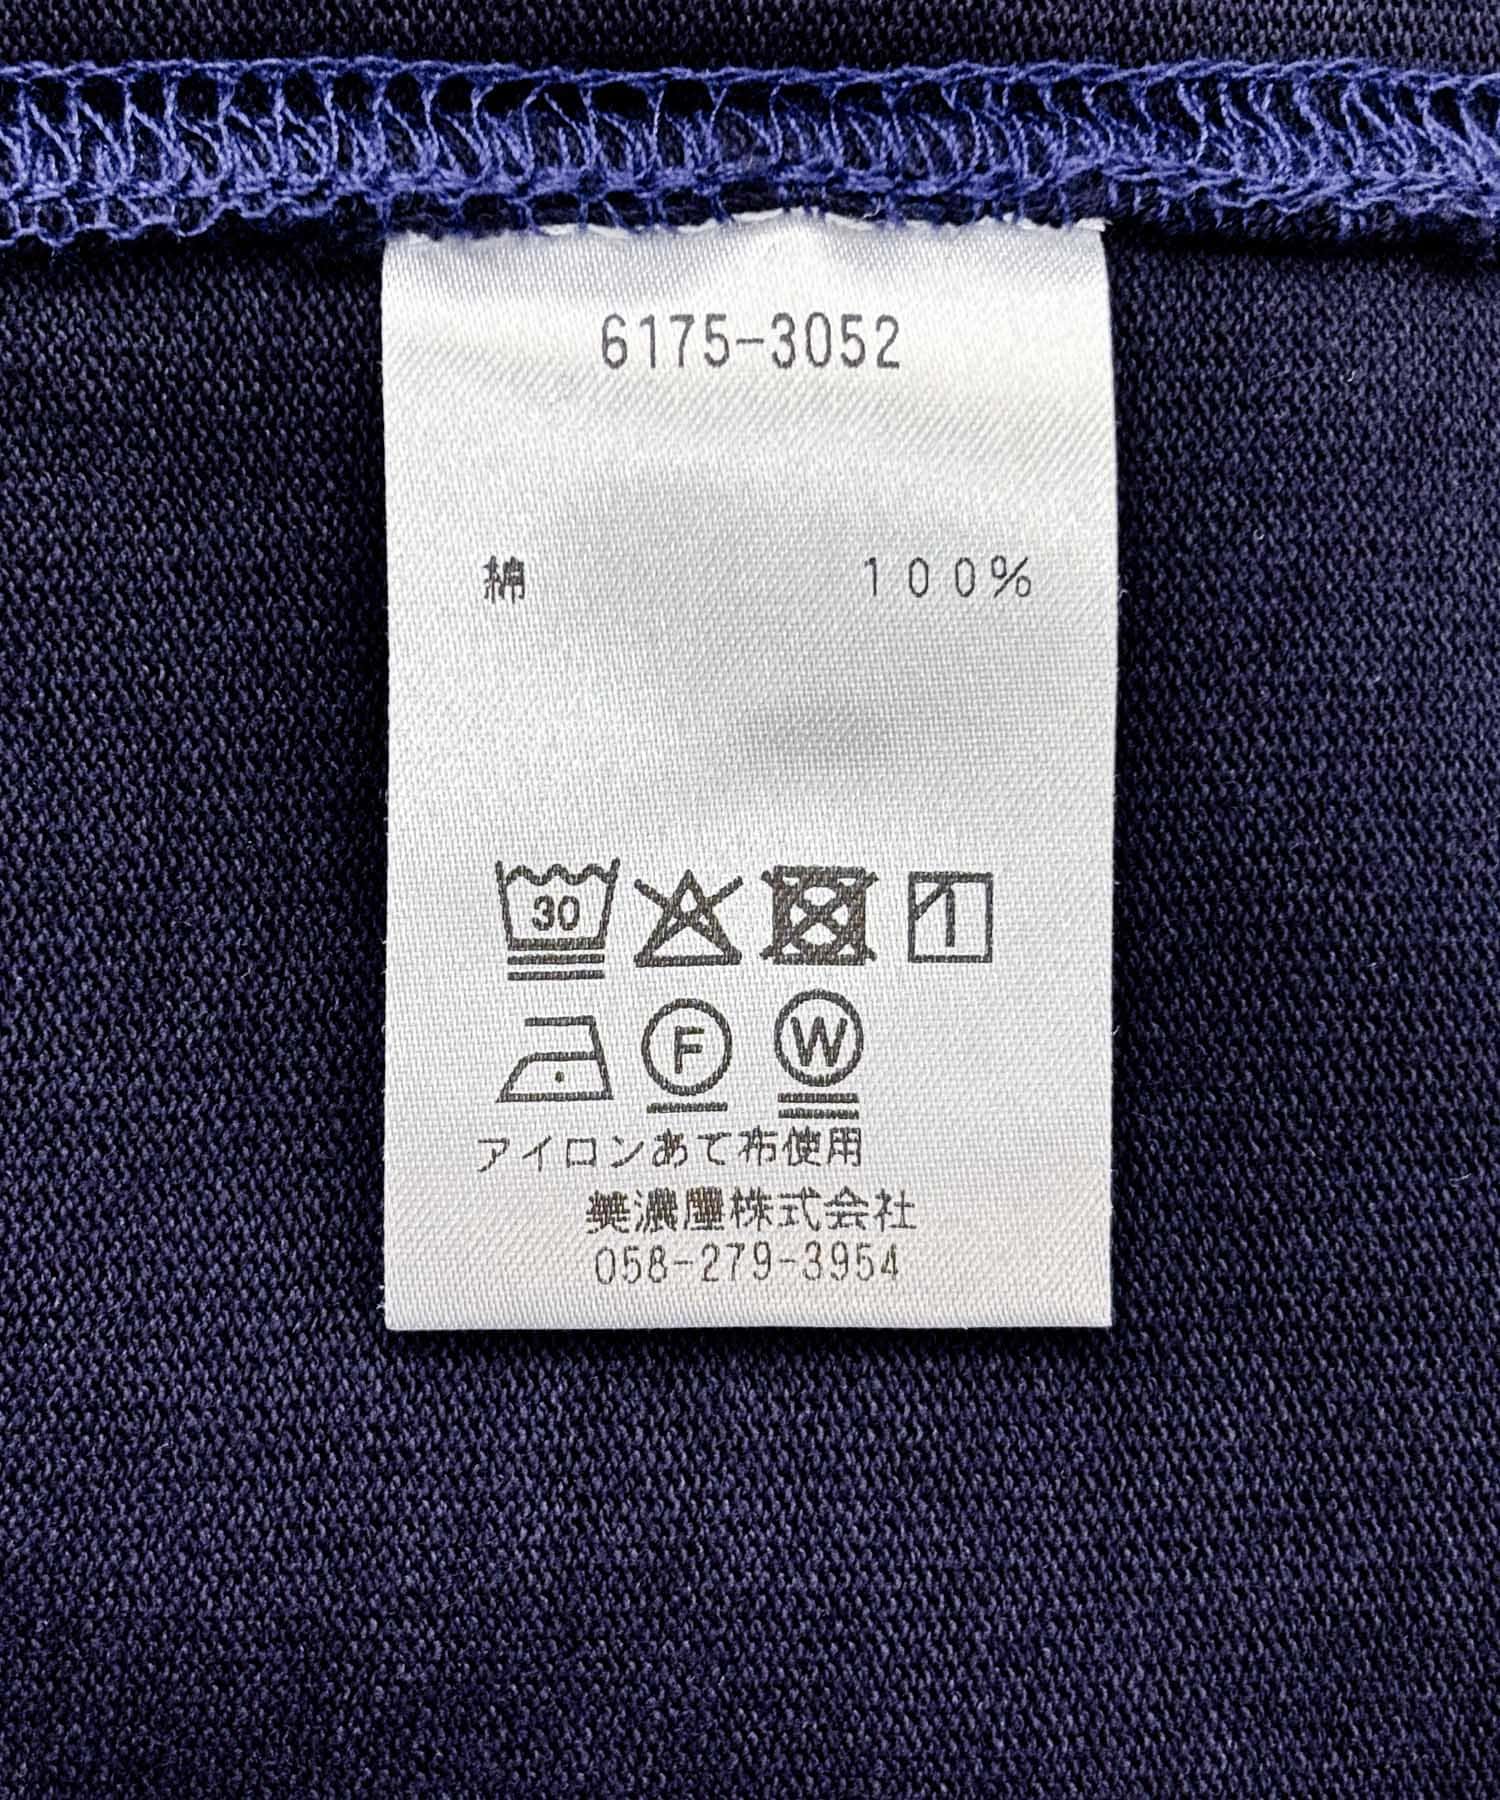 6175-3052
綿 100%
30
F W
アイロンあて布使用
美濃屋株式会社
058-279-3954